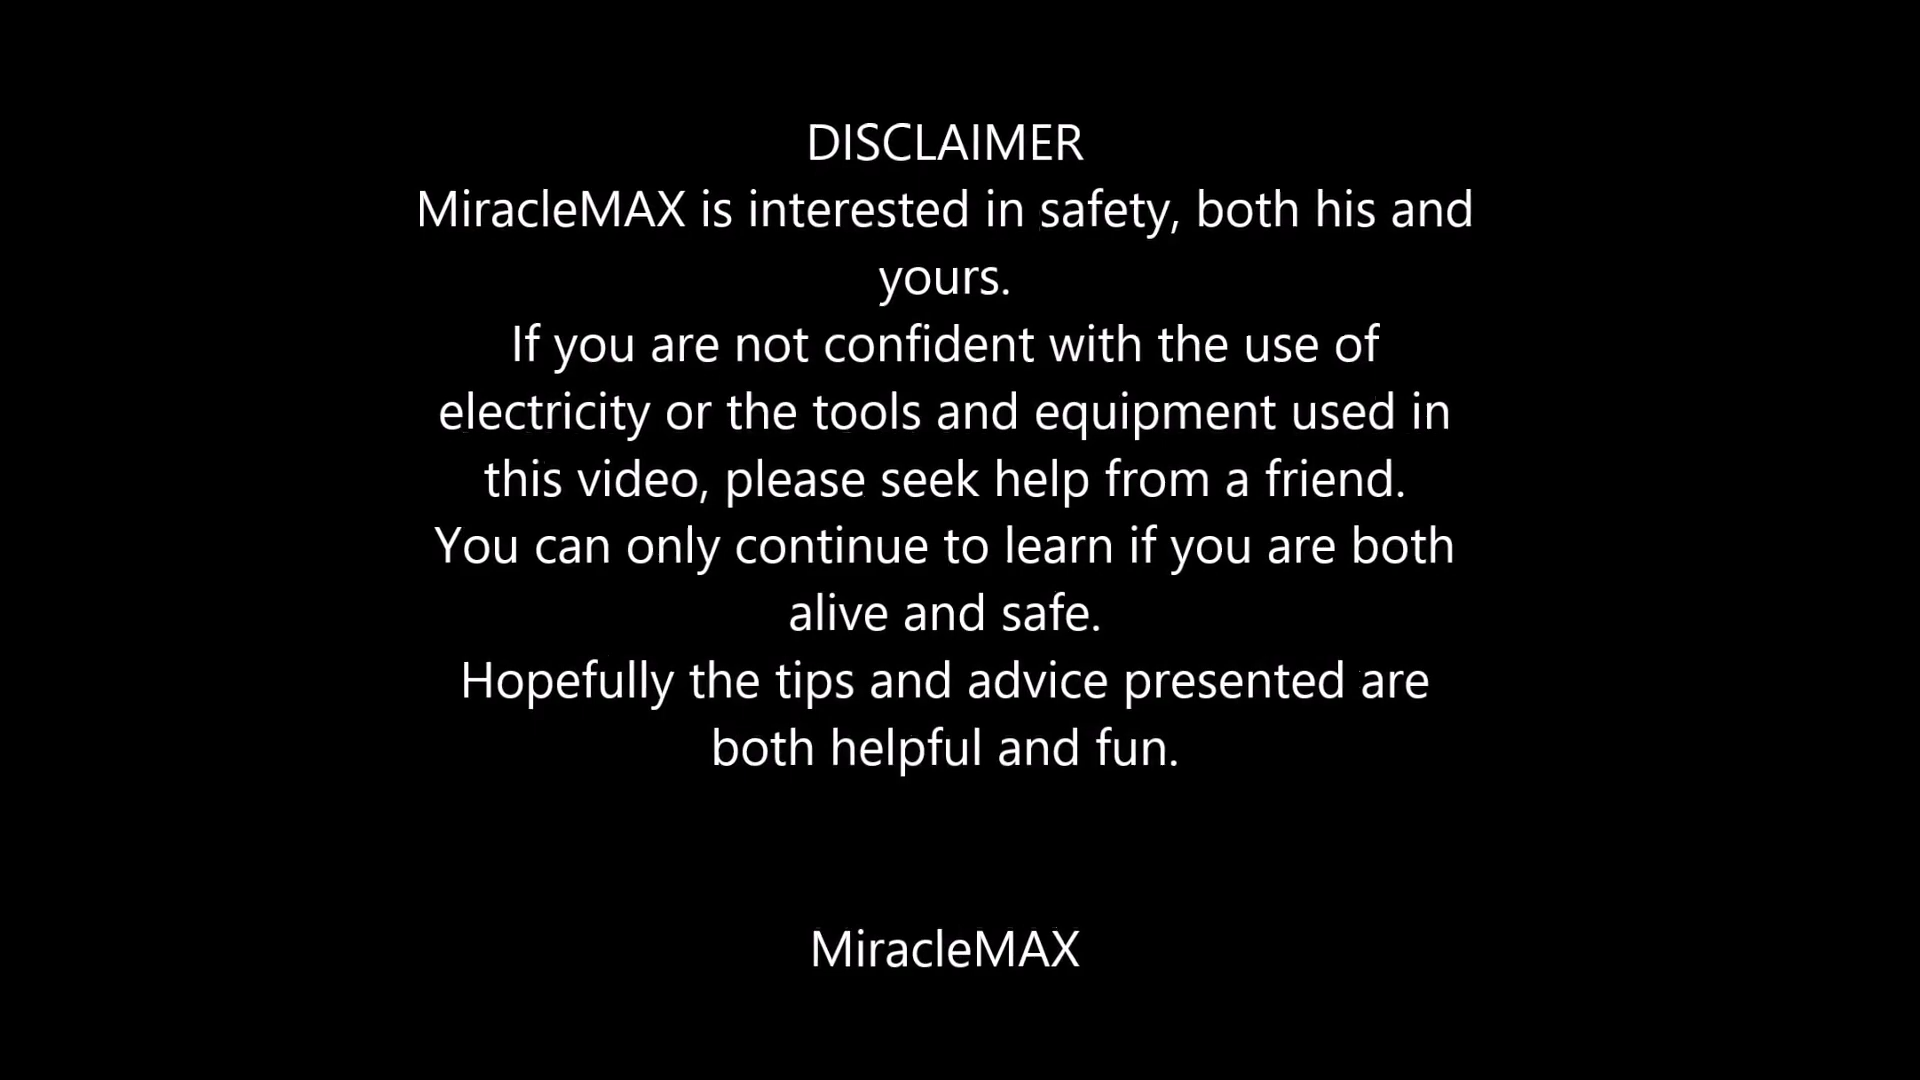 DISCLAIMER
MiracleMAX is interested in safety, both his and
yours.
If you are not confident with the use of
electricity or the tools and equipment used in
this video, please seek help from a friend.
You can only continue to learn if you are both
alive and safe.
Hopefully the tips and advice presented are
both helpful and fun.
MiracleMAX